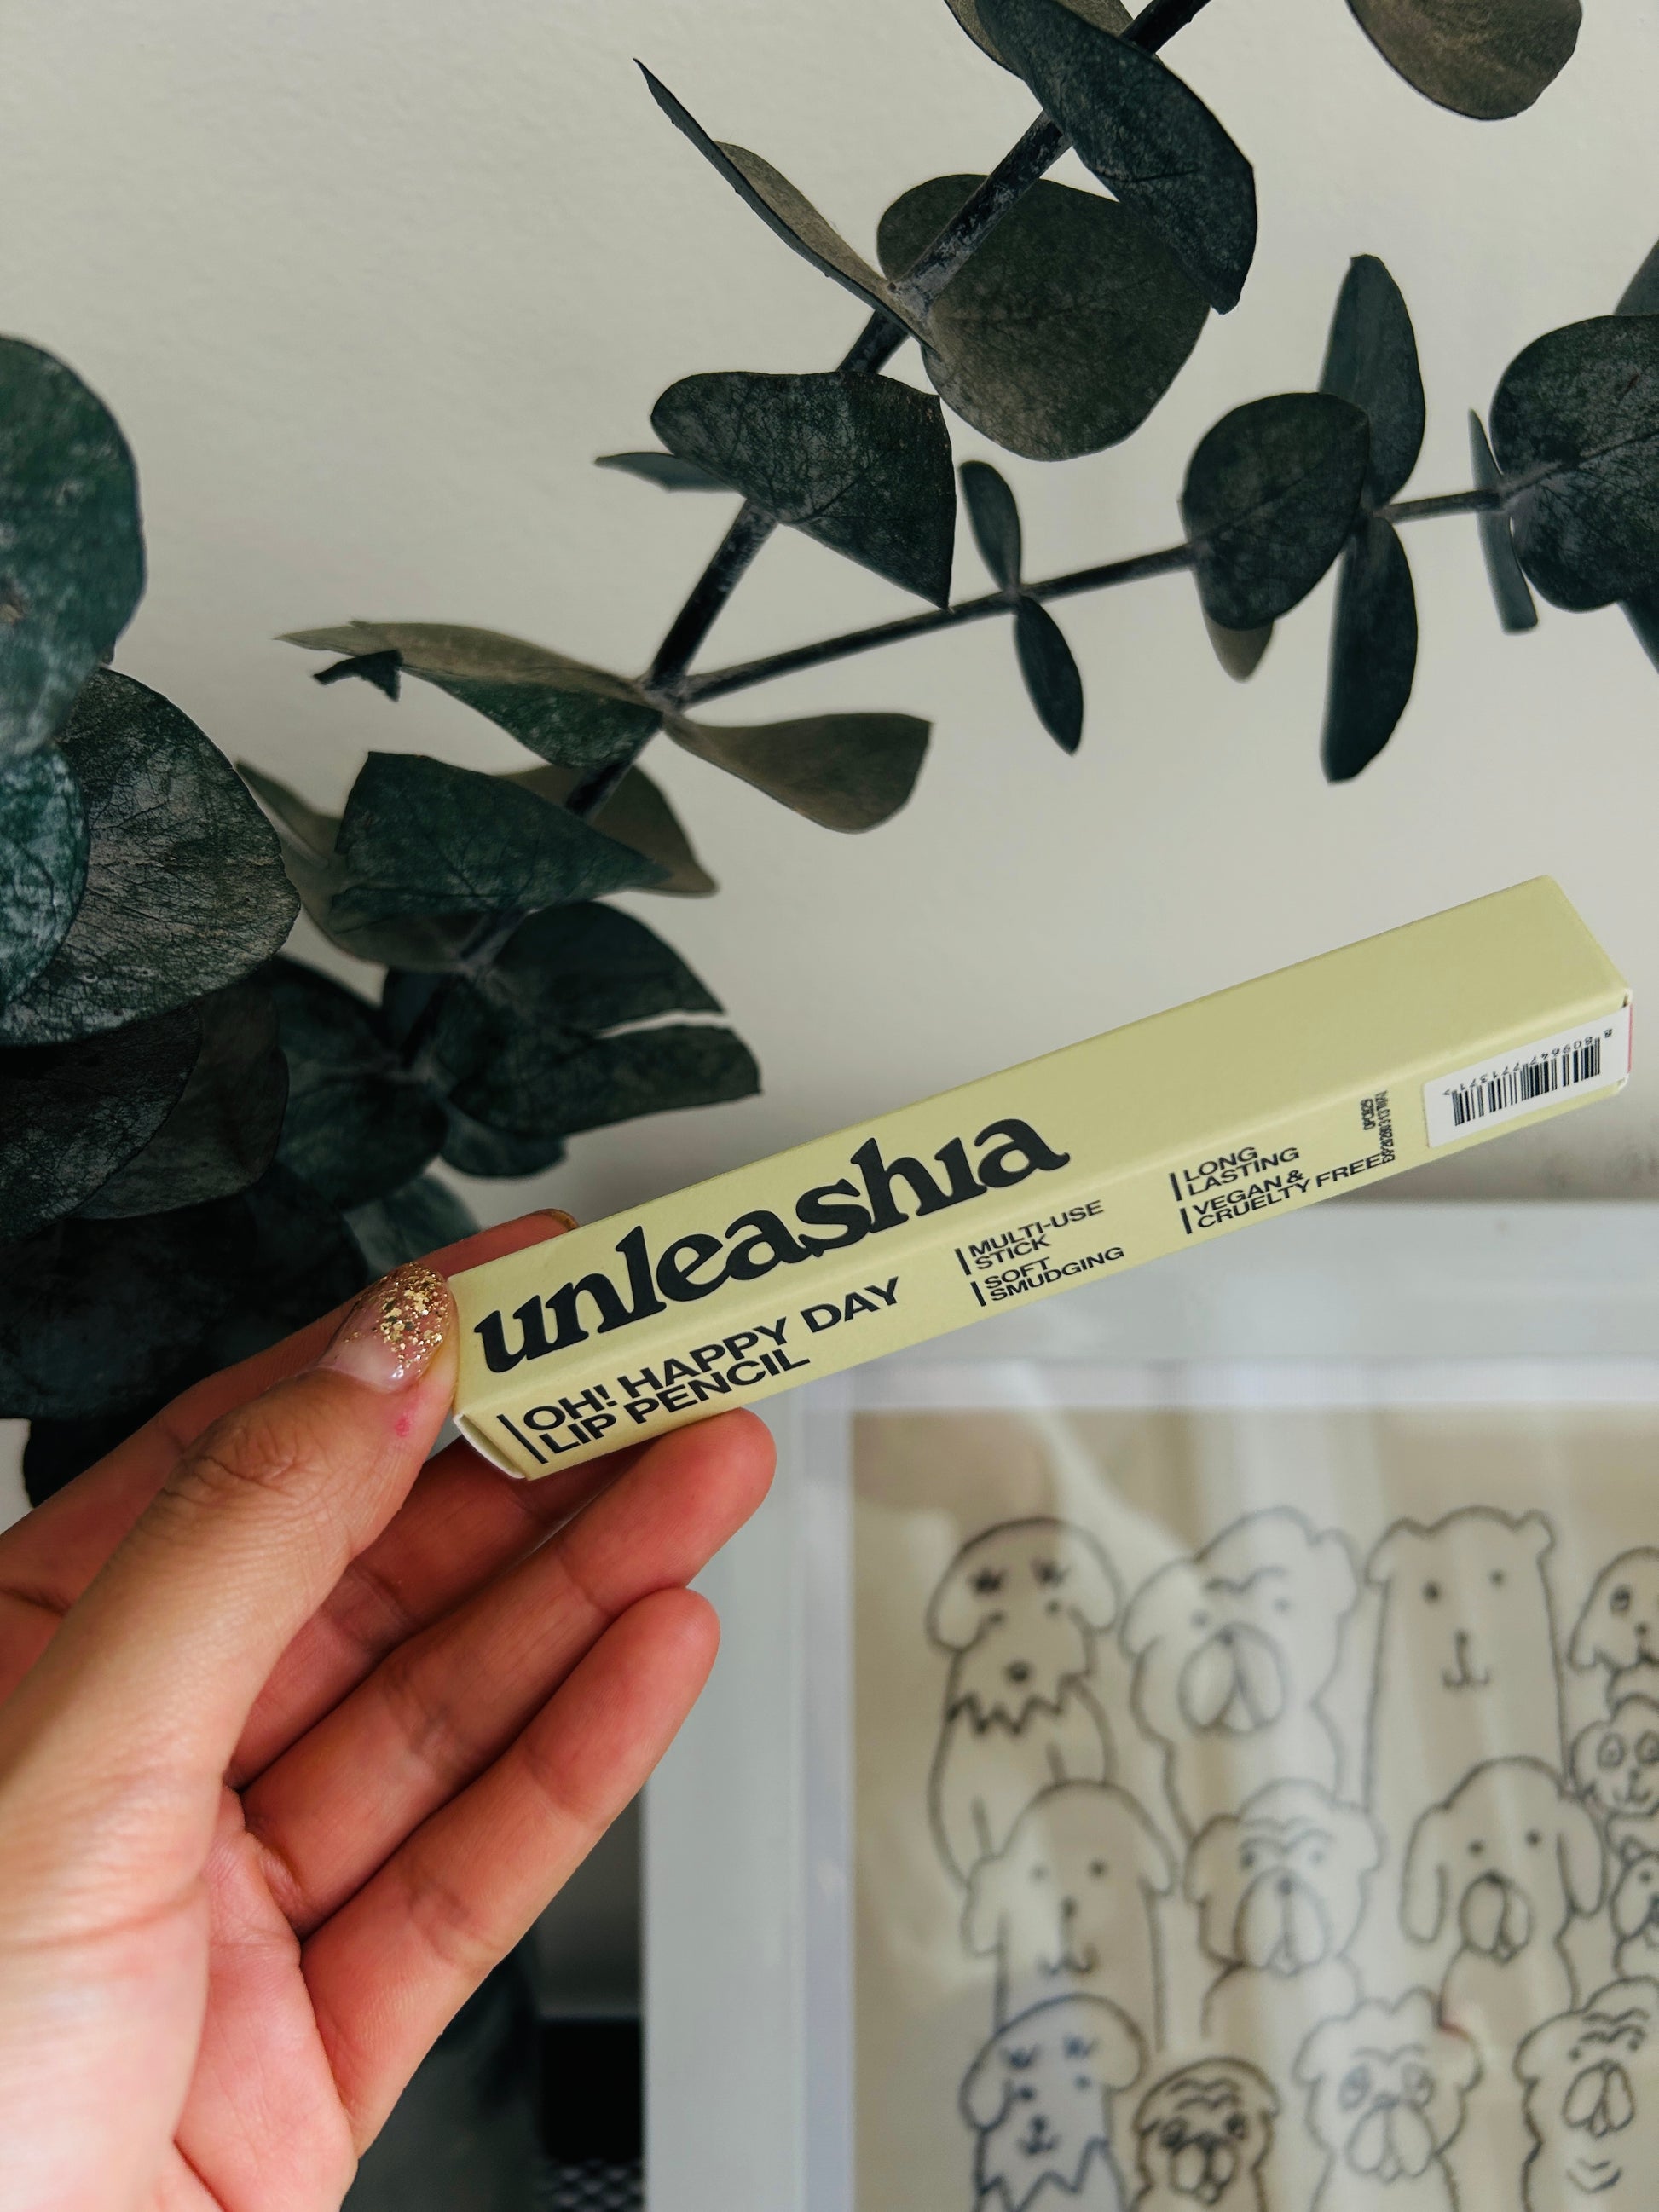 unleashia
OH! HAPPY DAY
LIP PENCIL
MULTI-USE
STICK
SOFT
SMUDGING
LONG
LASTING
VEGAN &
CRUELTY FREE